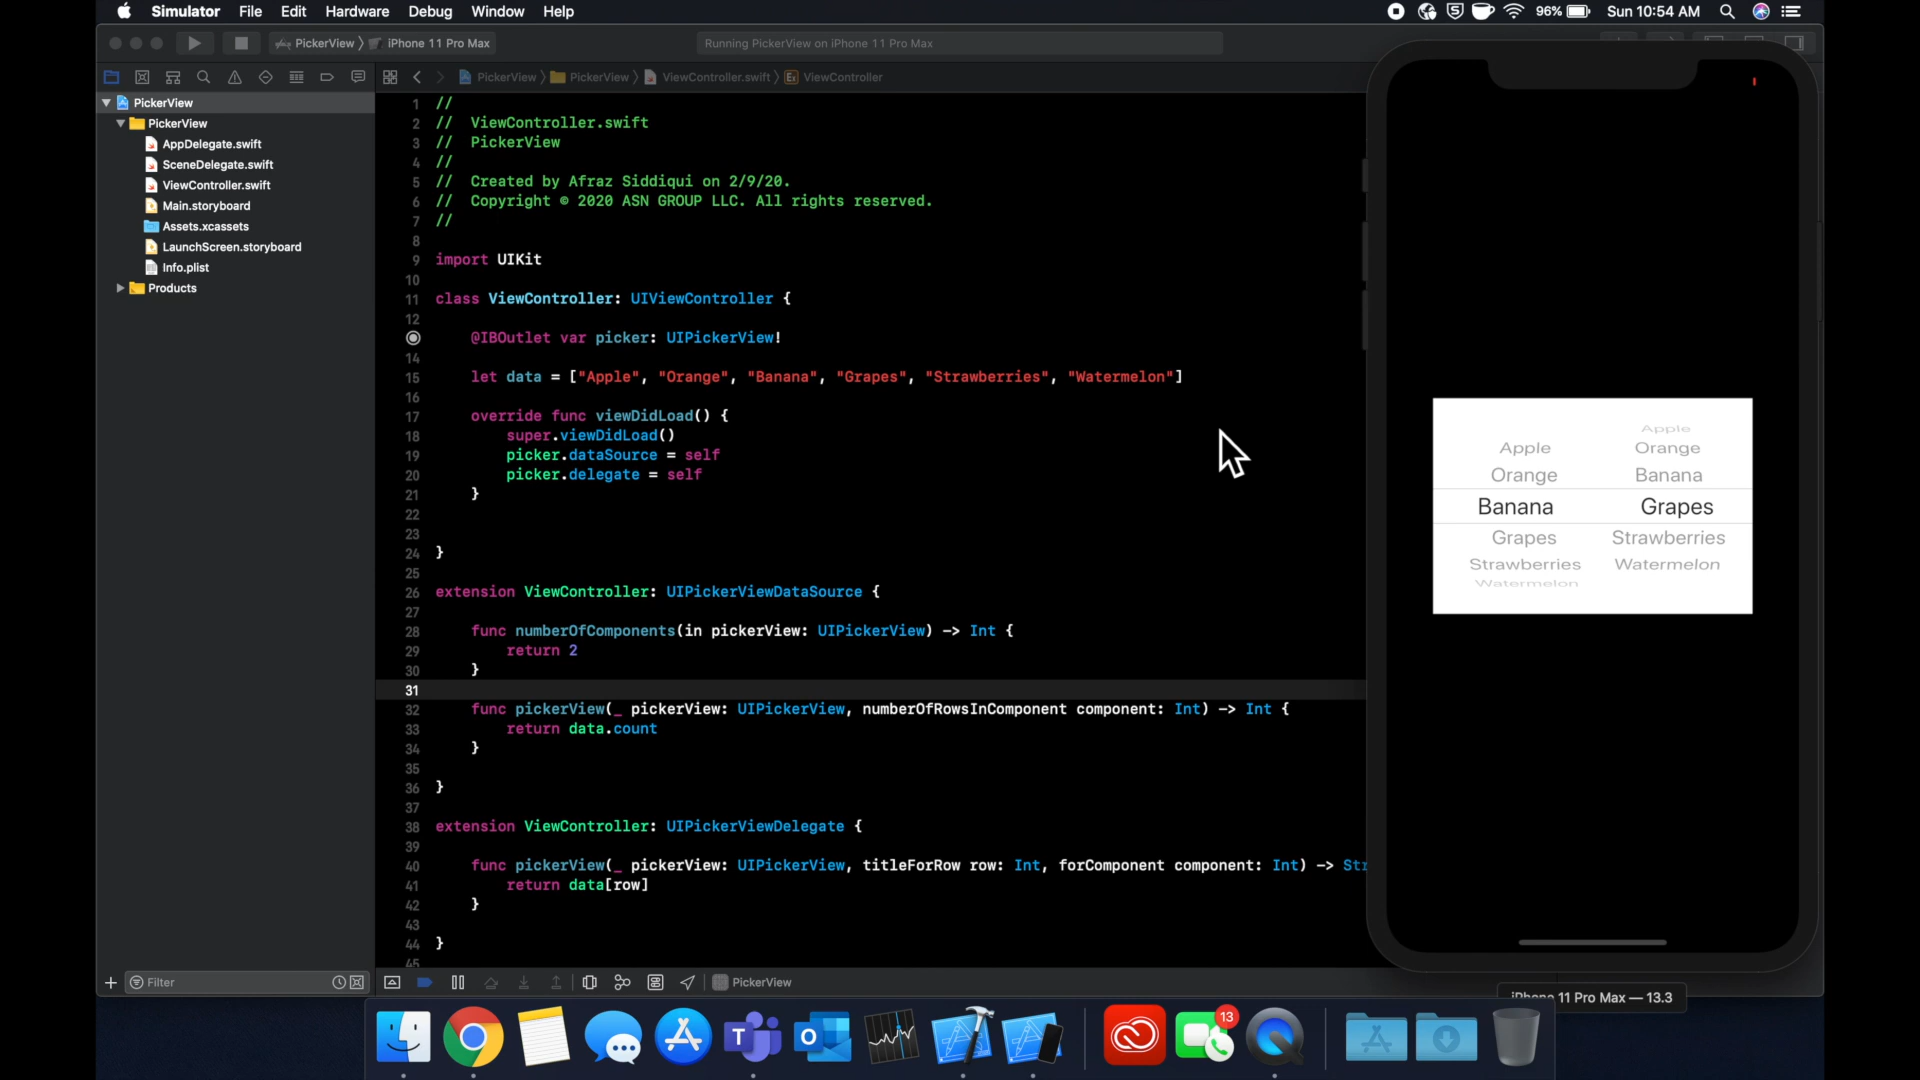 Simulator File Edit Hardware Debug Window Help
96% Sun 10:54 AM
PickerView iPhone 11 Pro Max
Running PickerView on iPhone 11 Pro Max
PickerView PickerView ViewController.swift Ex ViewController
PickerView
PickerView
AppDelegate.swift
SceneDelegate.swift
ViewController.swift
Main.storyboard
Assets.xcassets
LaunchScreen.storyboard
Info.plist
Products
1 //
2 // ViewController.swift
3 // PickerView
4 //
5 // Created by Afraz Siddiqui on 2/9/20.
6 // Copyright © 2020 ASN GROUP LLC. All rights reserved.
7 //
8
9 import UIKit
10
11 class ViewController: UIViewController {
12
@IBOutlet var picker: UIPickerView!
14
15 let data = ["Apple", "Orange", "Banana", "Grapes", "Strawberries", "Watermelon"]
16
17 override func viewDidLoad() {
18 super.viewDidLoad()
19 picker.dataSource = self
20 picker.delegate = self
21 }
22
23
24 }
25
26 extension ViewController: UIPickerViewDataSource {
27
28 func numberOfComponents(in pickerView: UIPickerView) -> Int {
29 return 2
30 }
31
32 func pickerView(_ pickerView: UIPickerView, numberOfRowsInComponent component: Int) -> Int {
33 return data.count
34 }
35
36 }
37
38 extension ViewController: UIPickerViewDelegate {
39
40 func pickerView(_ pickerView: UIPickerView, titleForRow row: Int, forComponent component: Int) -> Str
41 return data[row]
42 }
43
44 }
45
Apple
Apple Orange
Orange Banana
Banana Grapes
Grapes Strawberries
Strawberries Watermelon
Watermelon
Filter
PickerView
iPhone 11 Pro Max — 13.3
13